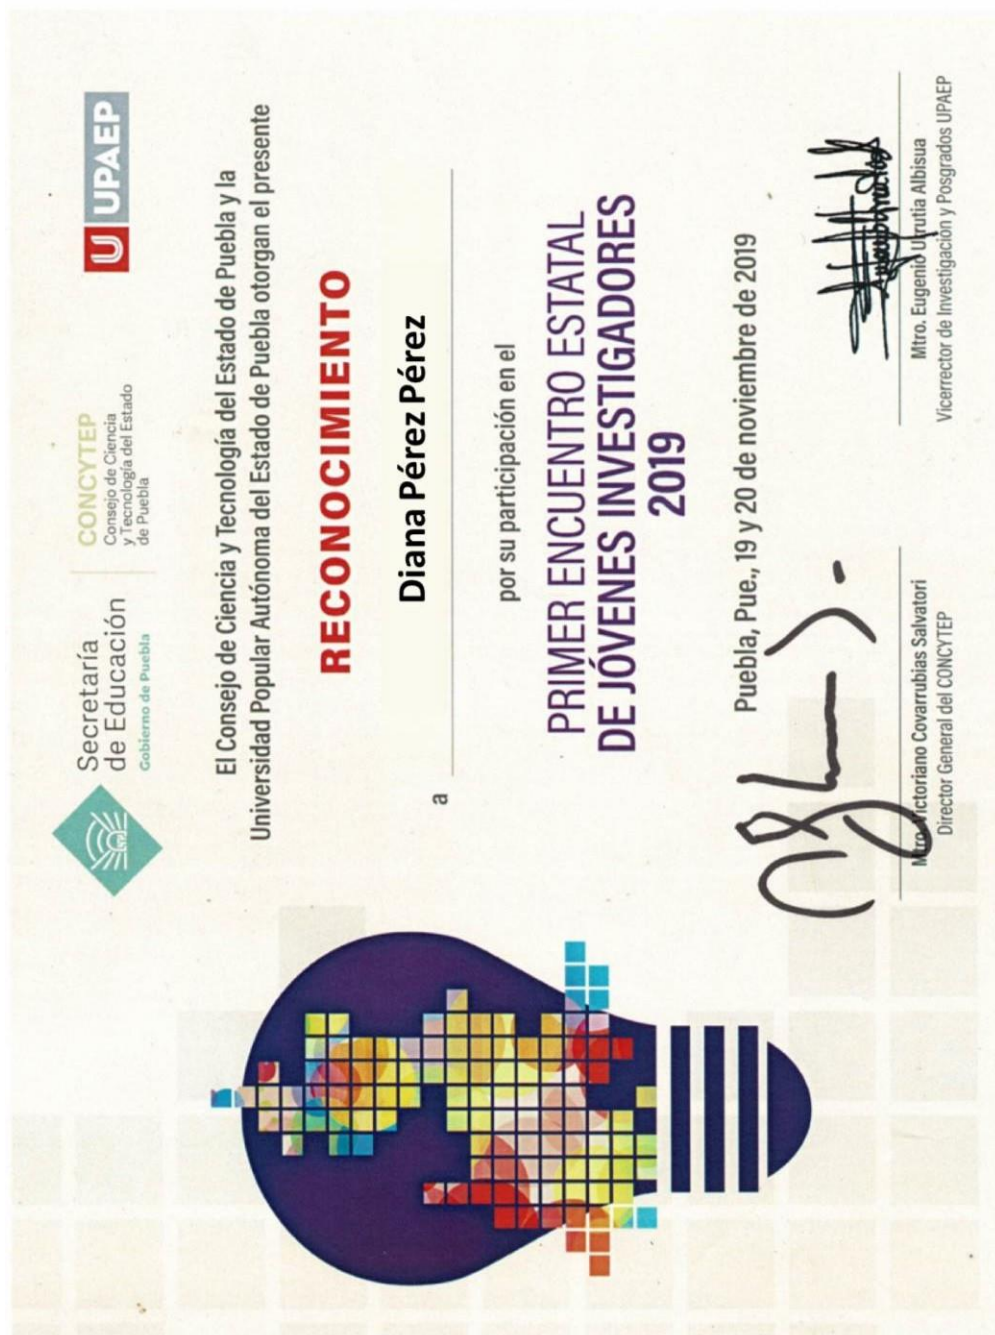 Secretaría
de Educación
Gobierno de Puebla
CONCYTEP
Consejo de Ciencia
y Tecnología del Estado
de Puebla
UPAEP
El Consejo de Ciencia y Tecnología del Estado de Puebla y la
Universidad Popular Autónoma del Estado de Puebla otorgan el presente
RECONOCIMIENTO
a Diana Pérez Pérez
por su participación en el
PRIMER ENCUENTRO ESTATAL
DE JÓVENES INVESTIGADORES
2019
Puebla, Pue., 19 y 20 de noviembre de 2019
Mtro. Victoriano Covarrubias Salvatori
Director General del CONCYTEP
Mtro. Eugenio Urrutia Albisua
Vicerrector de Investigación y Posgrados UPAEP